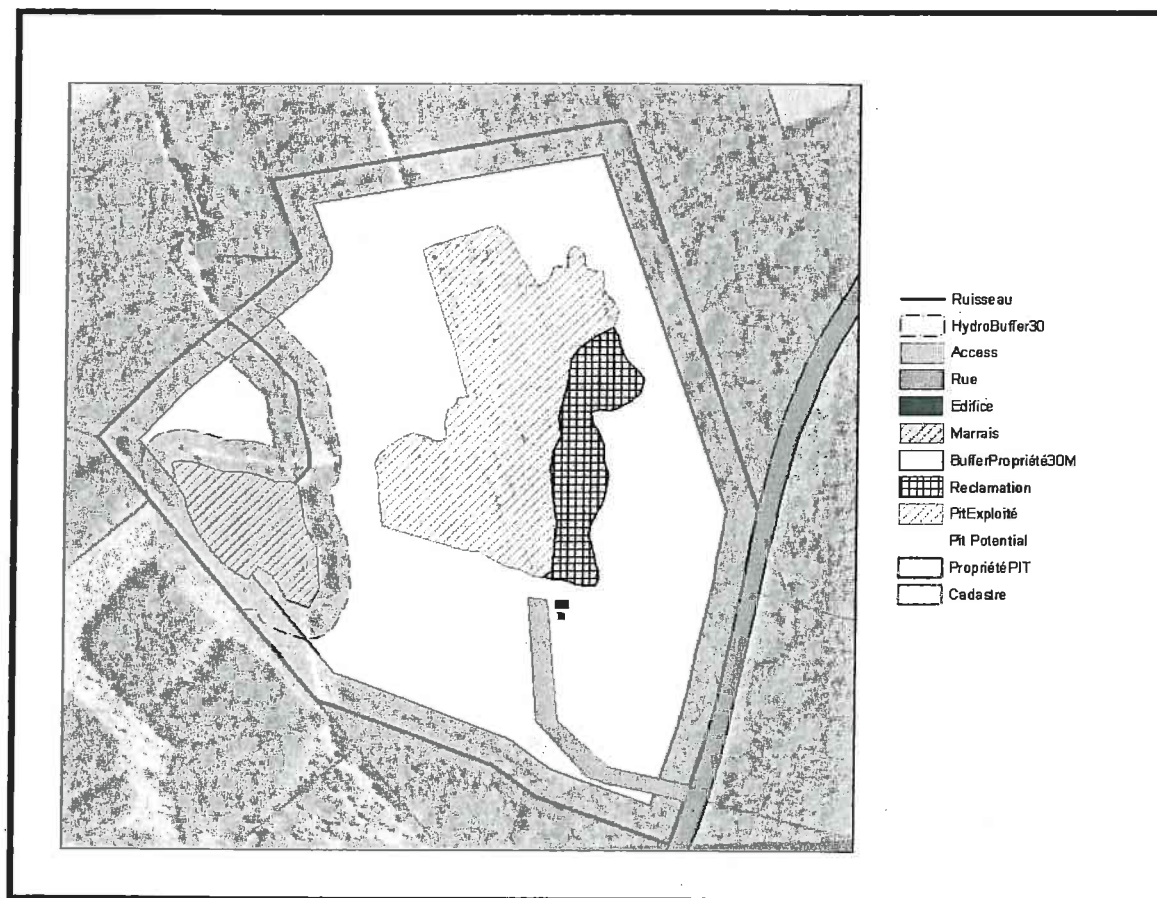 Ruisseau
HydroBuffer30
Access
Rue
Edifice
Marrais
BufferPropriété30M
Reclamation
PitExploité
Pit Potential
PropriétéPIT
Cadastre